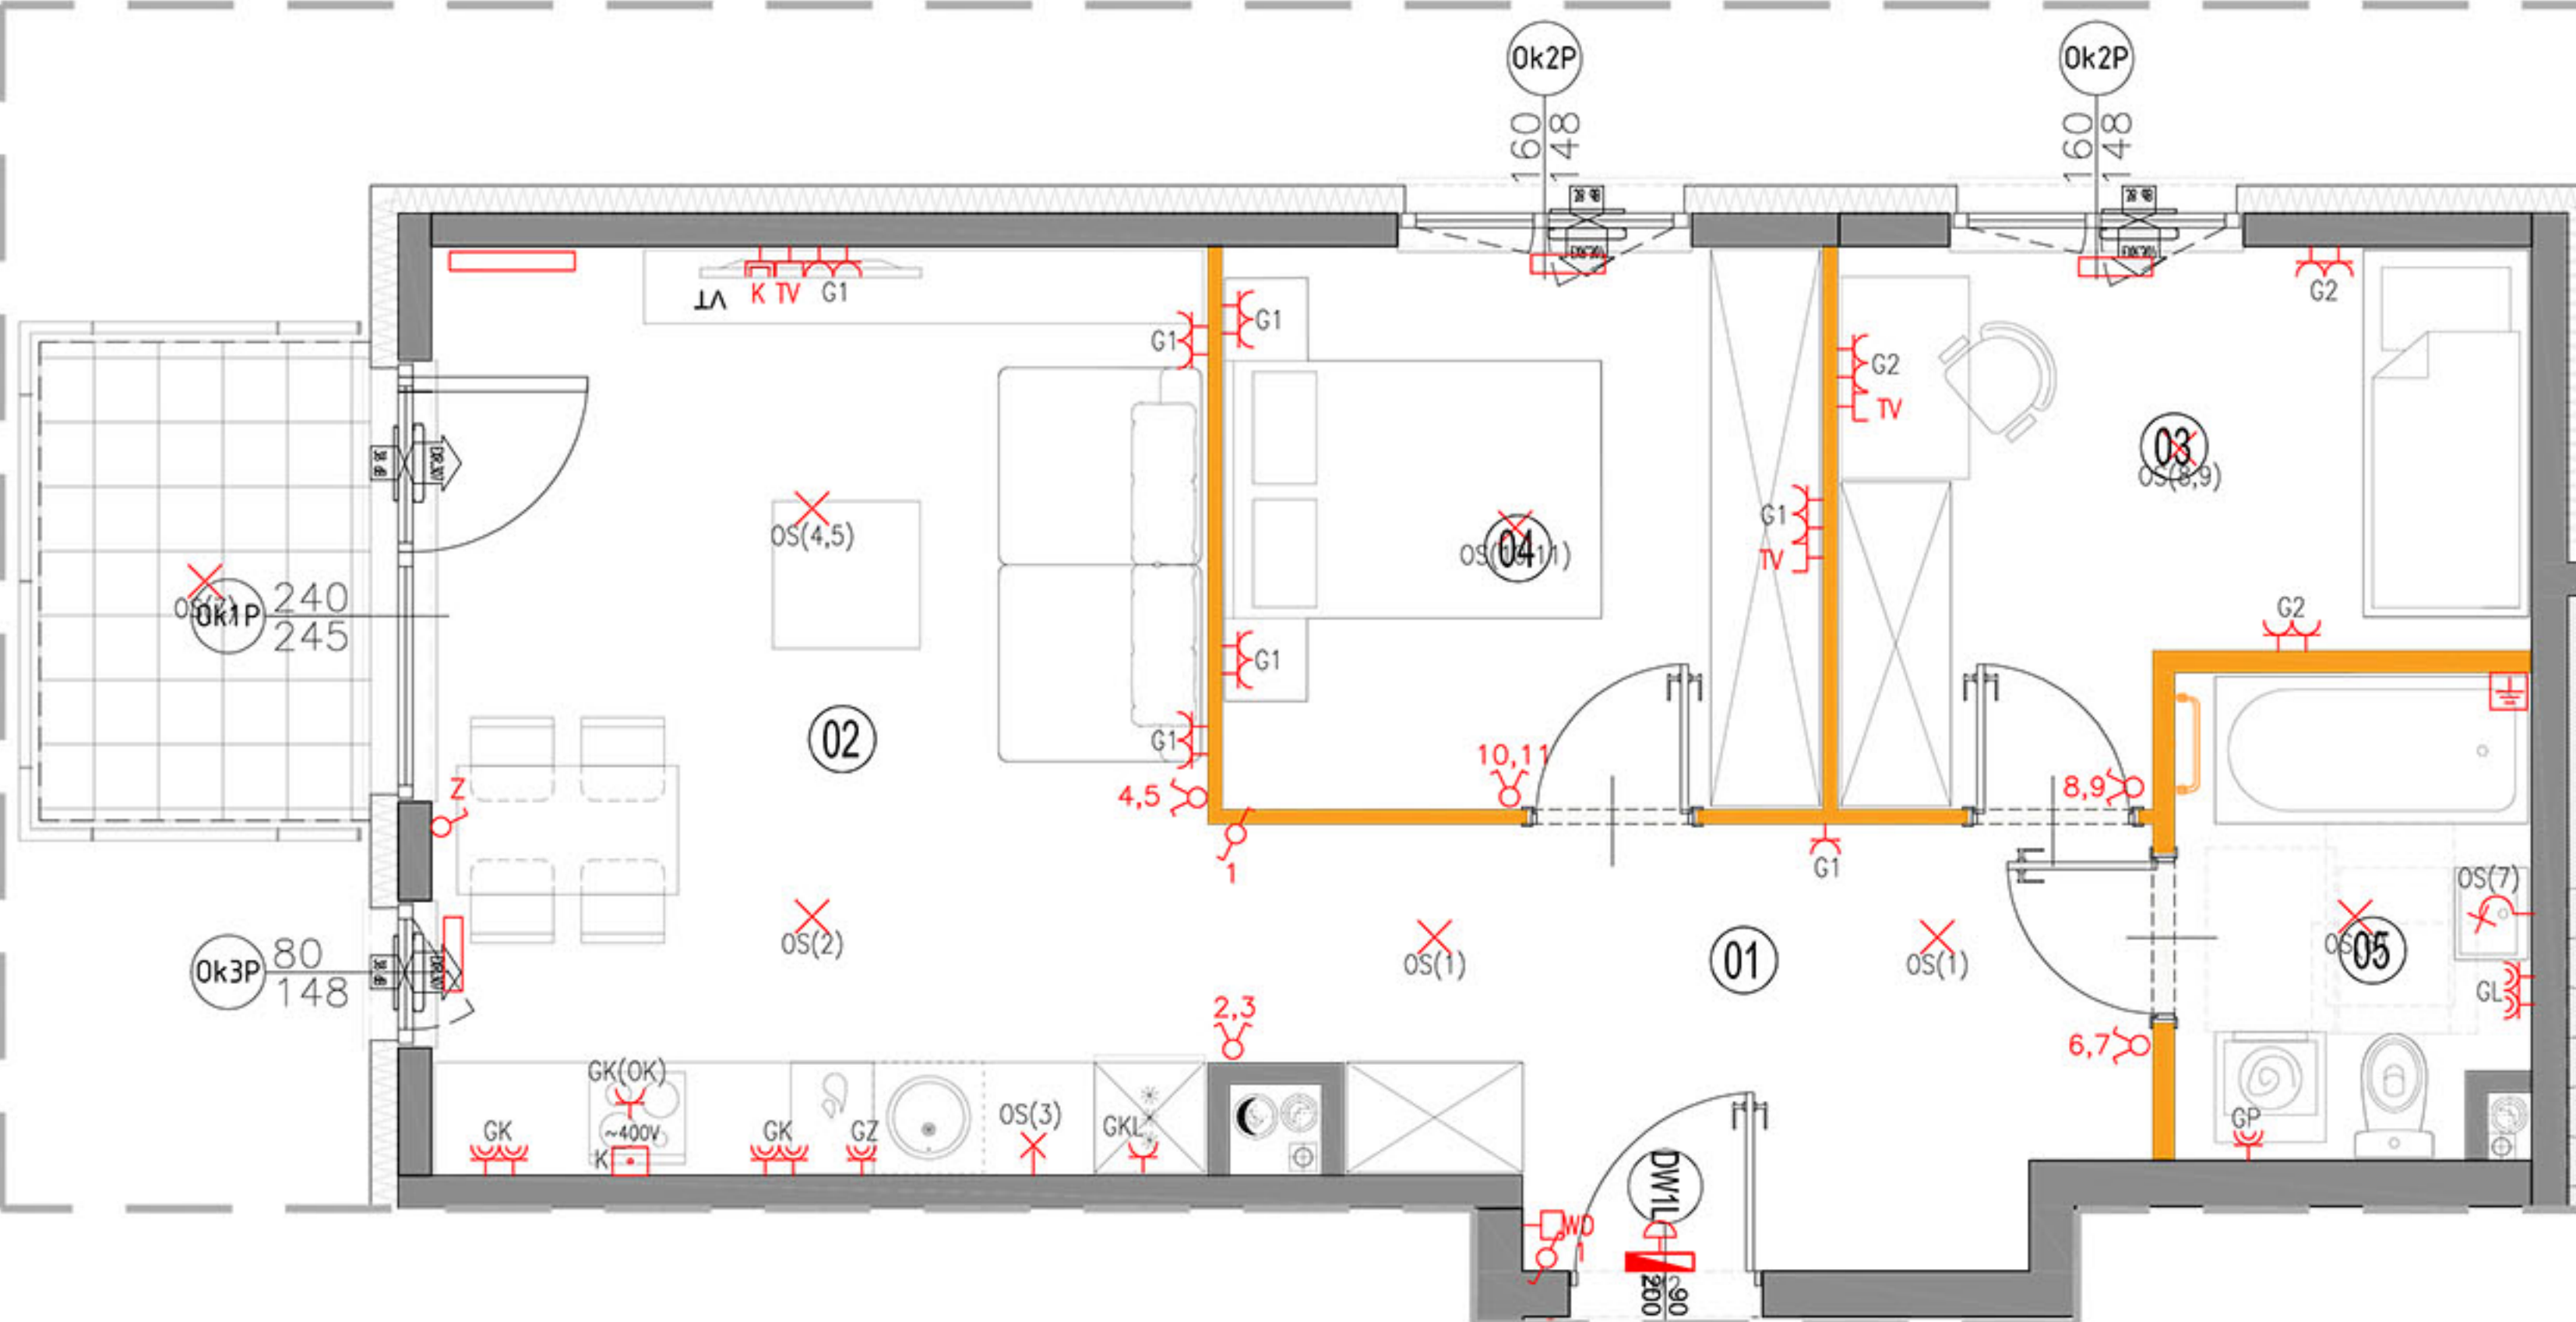 Ok2P
Ok2P
160
148
160
148
VT
K
TV
G1
G1
G1
G2
G2
TV
03
OS(8,9)
G1
TV
04
OS(4,5)
Ok1P
240
245
G2
G1
02
G1
Z
4,5
10,11
8,9
1
G1
OS(7)
OS(2)
OS(1)
01
OS(1)
05
Ok3P
80
148
GL
2,3
6,7
GK(OK)
~400V
K
GK
GK
GZ
OS(3)
GKL
GP
DW1L
WD
1
90
200